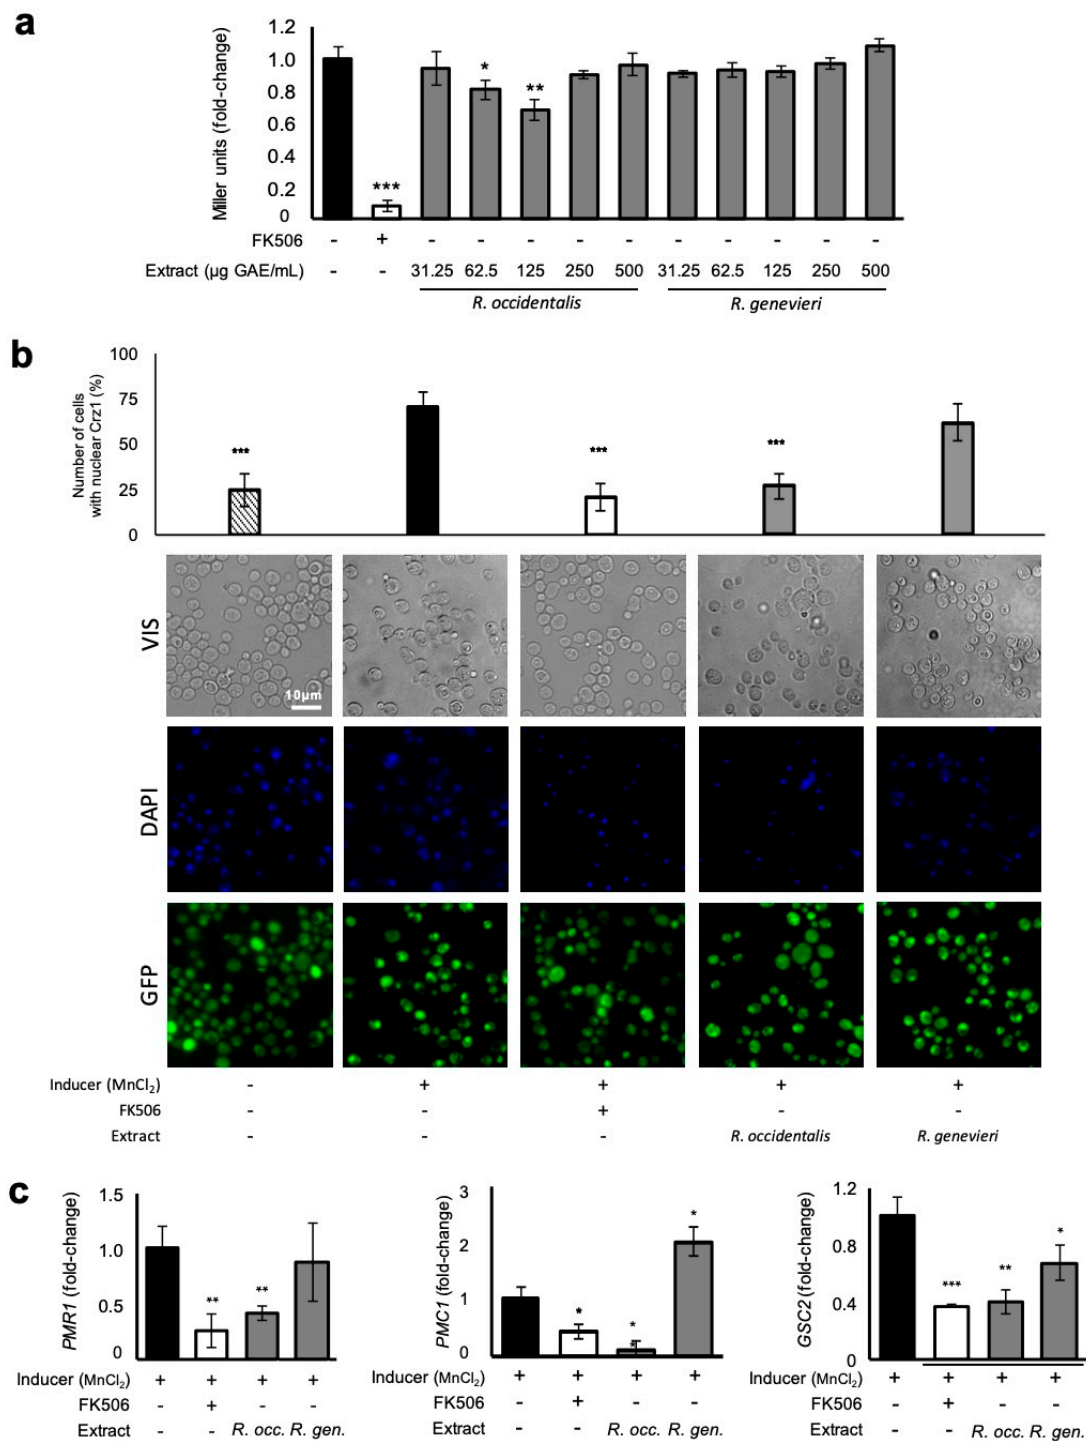 a
Miller units (fold-change)
1.2
1.0
0.8
0.6
0.4
0.2
0
***
*
**
FK506 - + - - - - - - - - - -
Extract (µg GAE/mL) - - 31.25 62.5 125 250 500 31.25 62.5 125 250 500
R. occidentalis R. genevieri
b
Number of cells
with nuclear Crz1 (%)
100
75
50
25
0
*** *** ***
VIS
10µm
DAPI
GFP
Inducer (MnCl2) - + + + +
FK506 - - + - -
Extract - - - R. occidentalis R. genevieri
c
PMR1 (fold-change)
1.5
1.0
0.5
0
** **
Inducer (MnCl2) + + + +
FK506 - + - -
Extract - - R. occ. R. gen.
PMC1 (fold-change)
3
2
1
0
* * * *
Inducer (MnCl2) + + + +
FK506 - + - -
Extract - - R. occ. R. gen.
GSC2 (fold-change)
1.2
0.8
0.4
0
*** ** *
Inducer (MnCl2) + + + +
FK506 - + - -
Extract - - R. occ. R. gen.